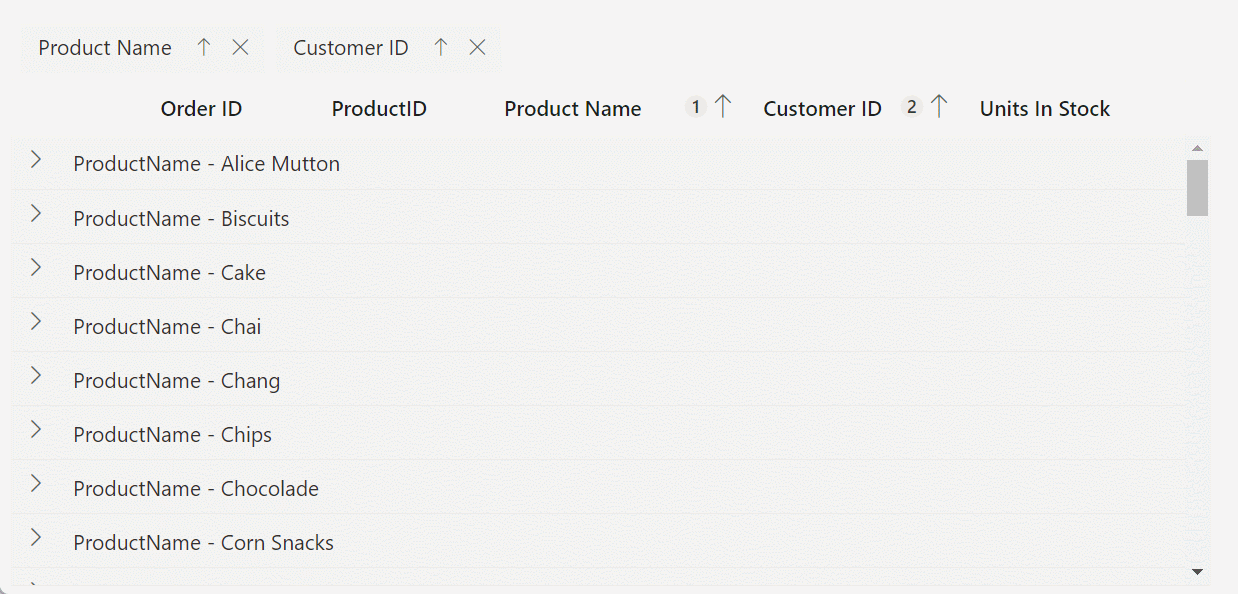 Product Name ↑ × Customer ID ↑ ×
Order ID ProductID Product Name 1 ↑ Customer ID 2 ↑ Units In Stock
ProductName - Alice Mutton
ProductName - Biscuits
ProductName - Cake
ProductName - Chai
ProductName - Chang
ProductName - Chips
ProductName - Chocolade
ProductName - Corn Snacks